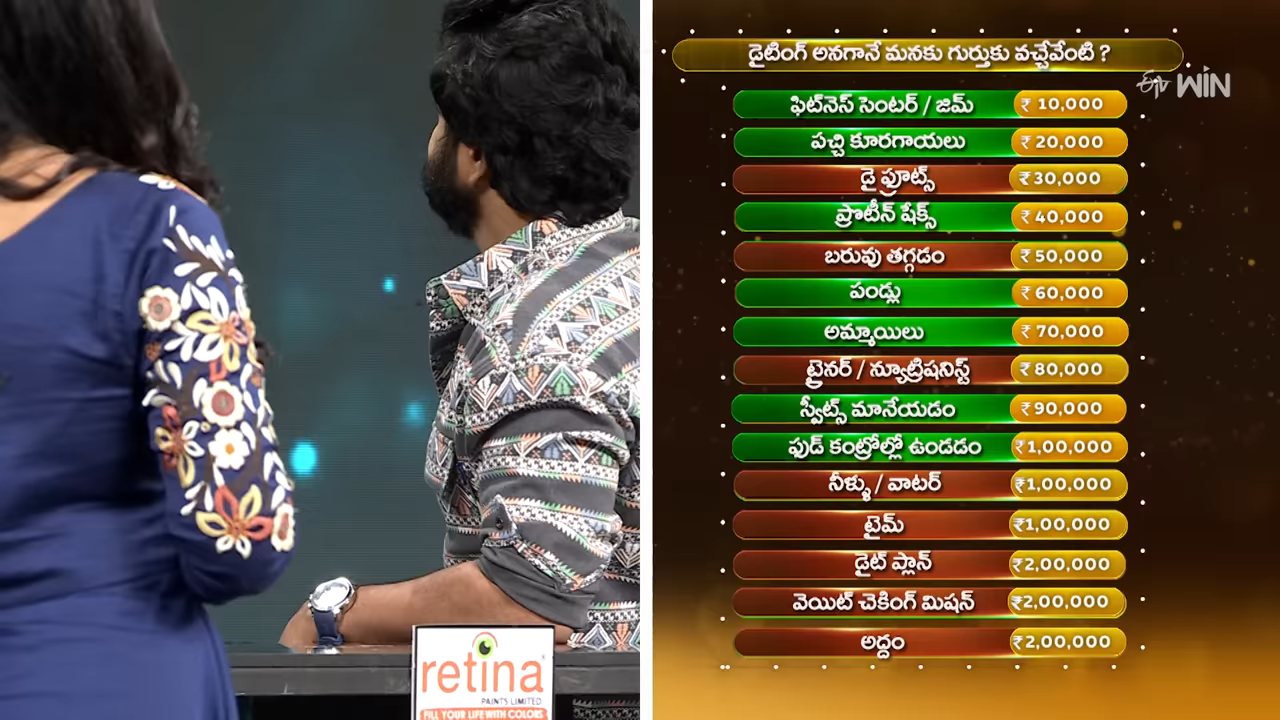 డైటింగ్ అనగానే మనకు గుర్తుకు వచ్చేవేంటి ?
ఈటీవీ WIN
ఫిట్‌నెస్ సెంటర్ / జిమ్ ₹ 10,000
పచ్చి కూరగాయలు ₹ 20,000
డై ఫ్రూట్స్ ₹ 30,000
ప్రొటీన్ షేక్స్ ₹ 40,000
బరువు తగ్గడం ₹ 50,000
పండ్లు ₹ 60,000
అమ్మాయిలు ₹ 70,000
ట్రైనర్ / న్యూట్రిషనిస్ట్ ₹ 80,000
స్వీట్స్ మానేయడం ₹ 90,000
ఫుడ్ కంట్రోల్లో ఉండడం ₹1,00,000
నీళ్ళు / వాటర్ ₹1,00,000
టైమ్ ₹1,00,000
డైట్ ప్లాన్ ₹2,00,000
వెయిట్ చెకింగ్ మిషన్ ₹2,00,000
అద్దం ₹2,00,000
retina
PAINTS LIMITED
FILL YOUR LIFE WITH COLORS